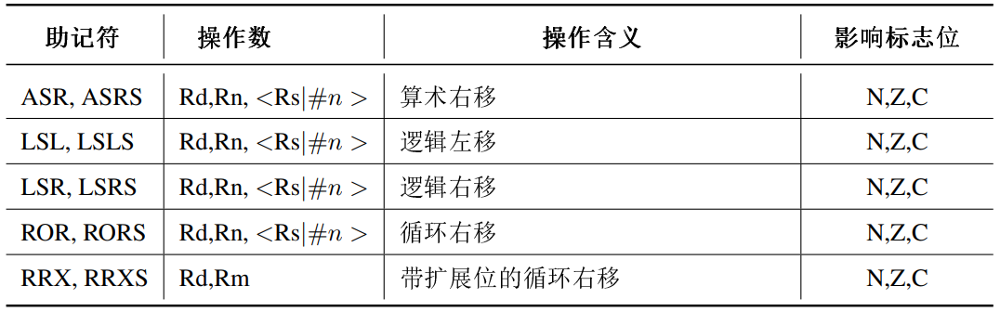 助记符 操作数 操作含义 影响标志位
ASR, ASRS Rd,Rn, <Rs|#n > 算术右移 N,Z,C
LSL, LSLS Rd,Rn, <Rs|#n > 逻辑左移 N,Z,C
LSR, LSRS Rd,Rn, <Rs|#n > 逻辑右移 N,Z,C
ROR, RORS Rd,Rn, <Rs|#n > 循环右移 N,Z,C
RRX, RRXS Rd,Rm 带扩展位的循环右移 N,Z,C